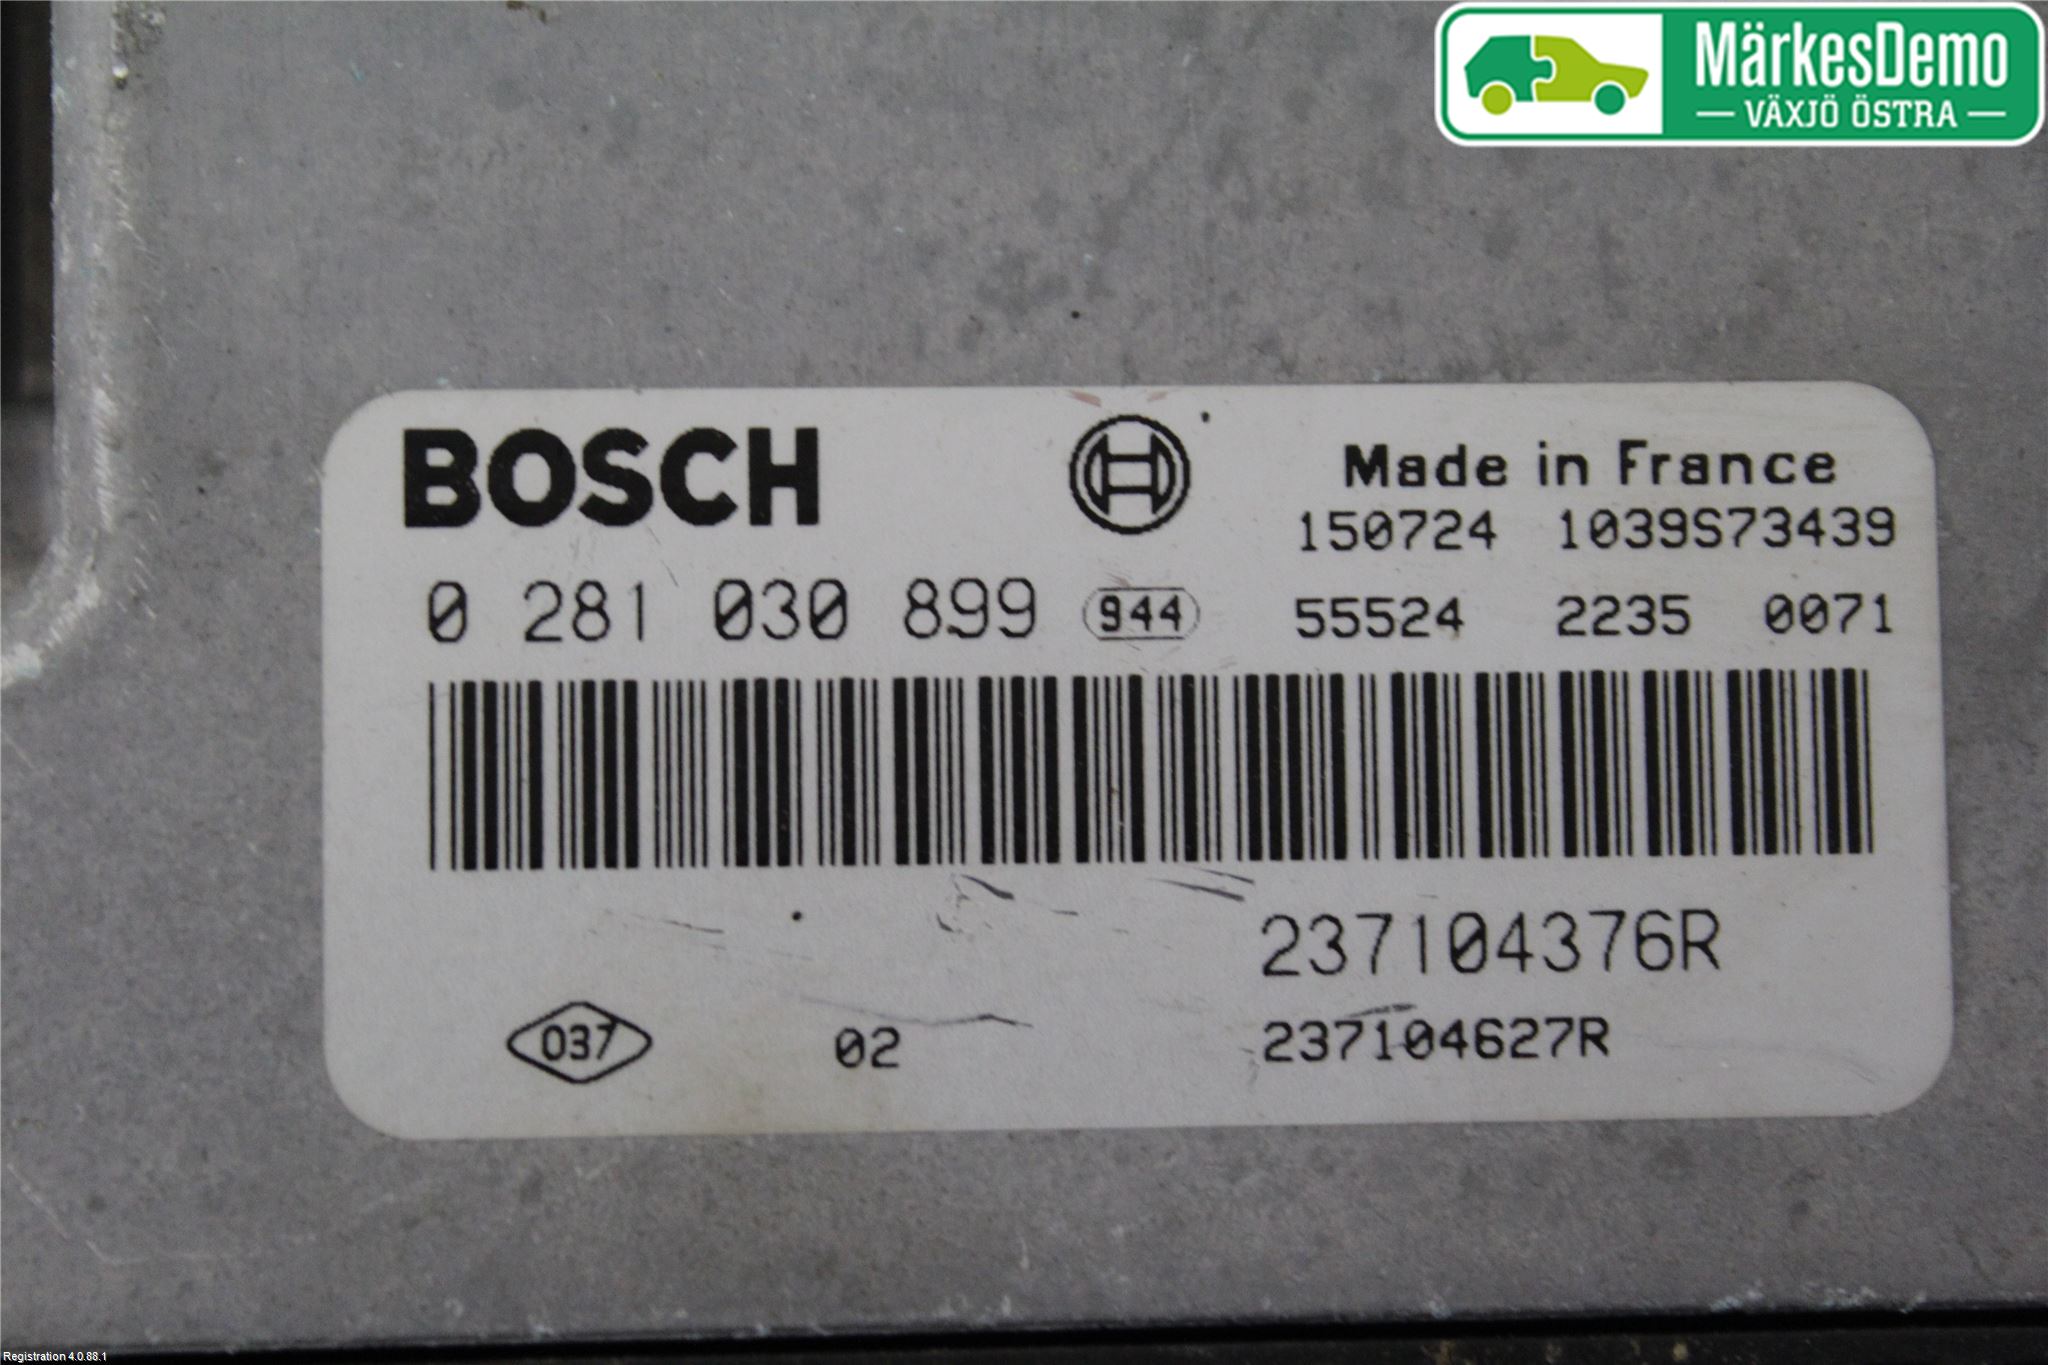 MärkesDemo
VÄXJÖ ÖSTRA
BOSCH
Made in France
150724 1039S73439
0 281 030 899 944 55524 2235 0071
237104376R
037 02 237104627R
Registration 4.0.88.1